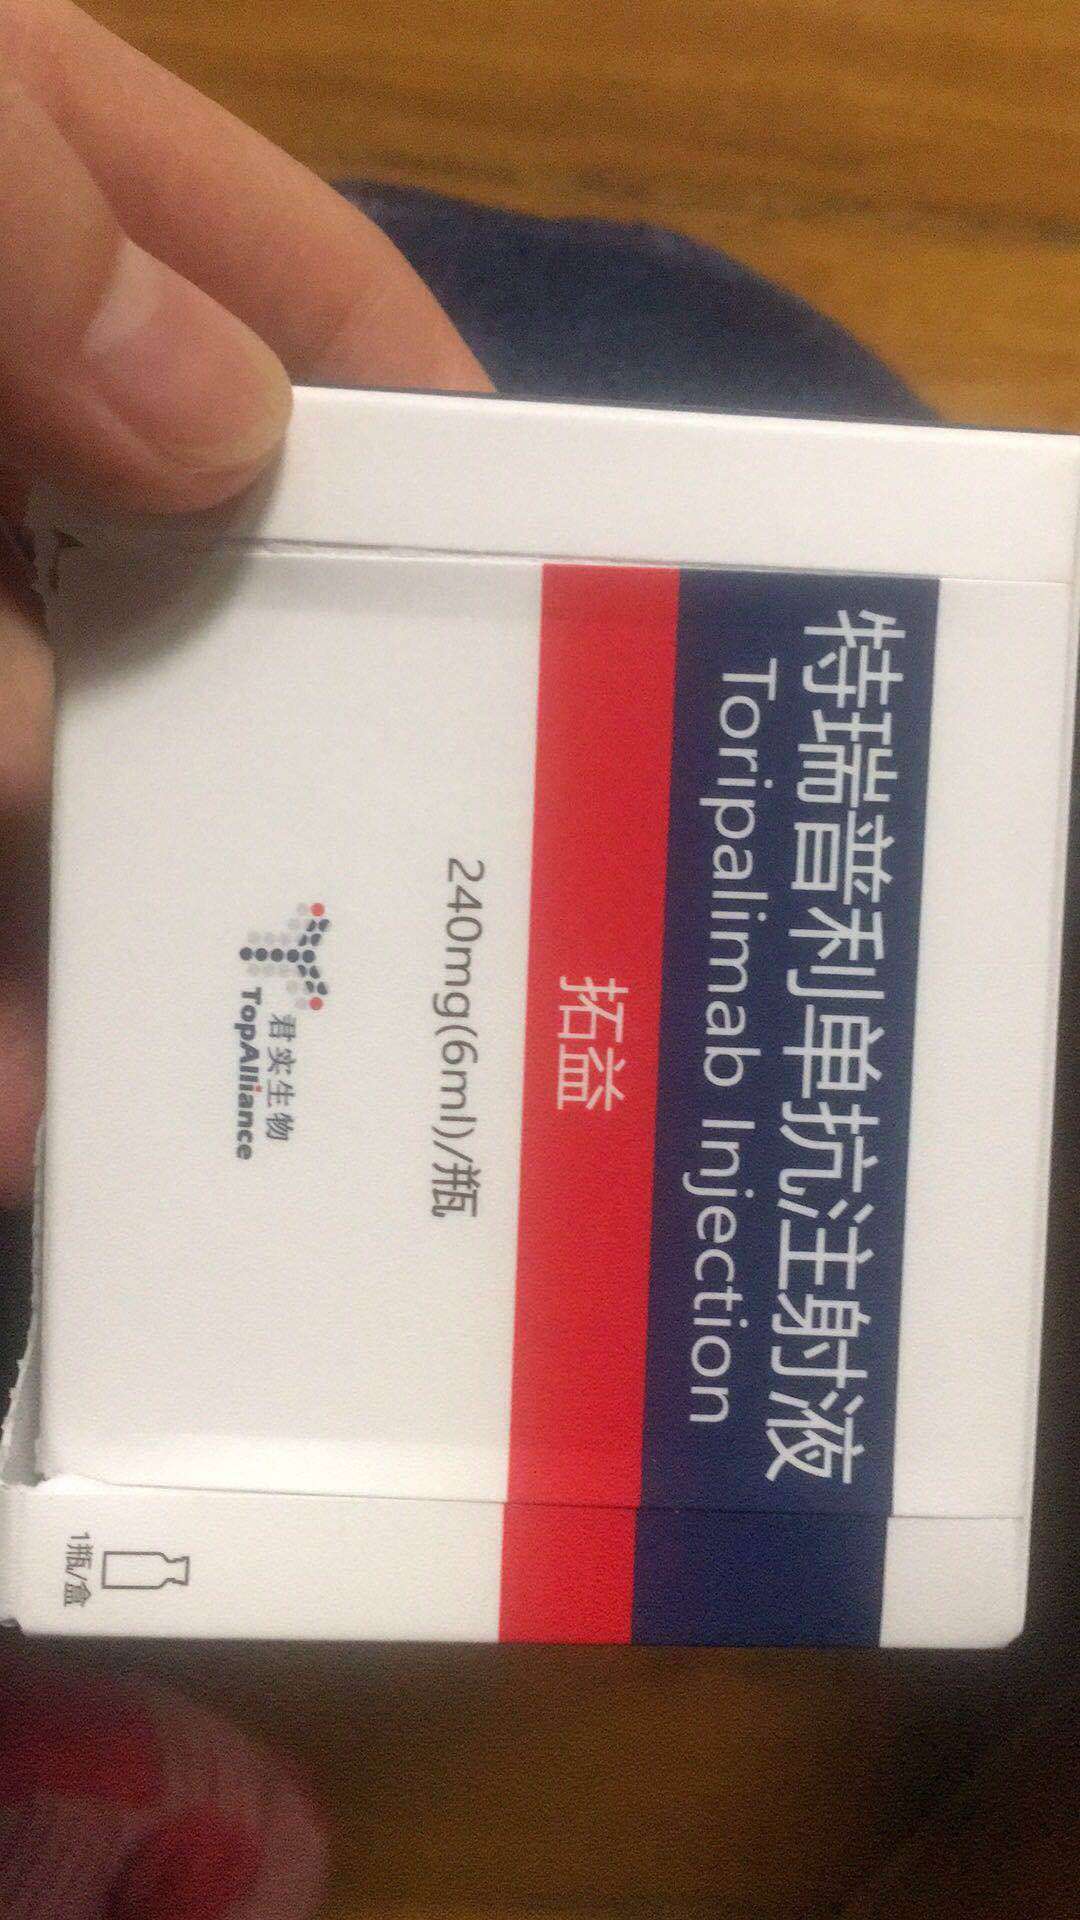 特瑞普利单抗注射液
Toripalimab Injection
拓益
240mg(6ml)/瓶
君实生物
TopAlliance
1瓶/盒